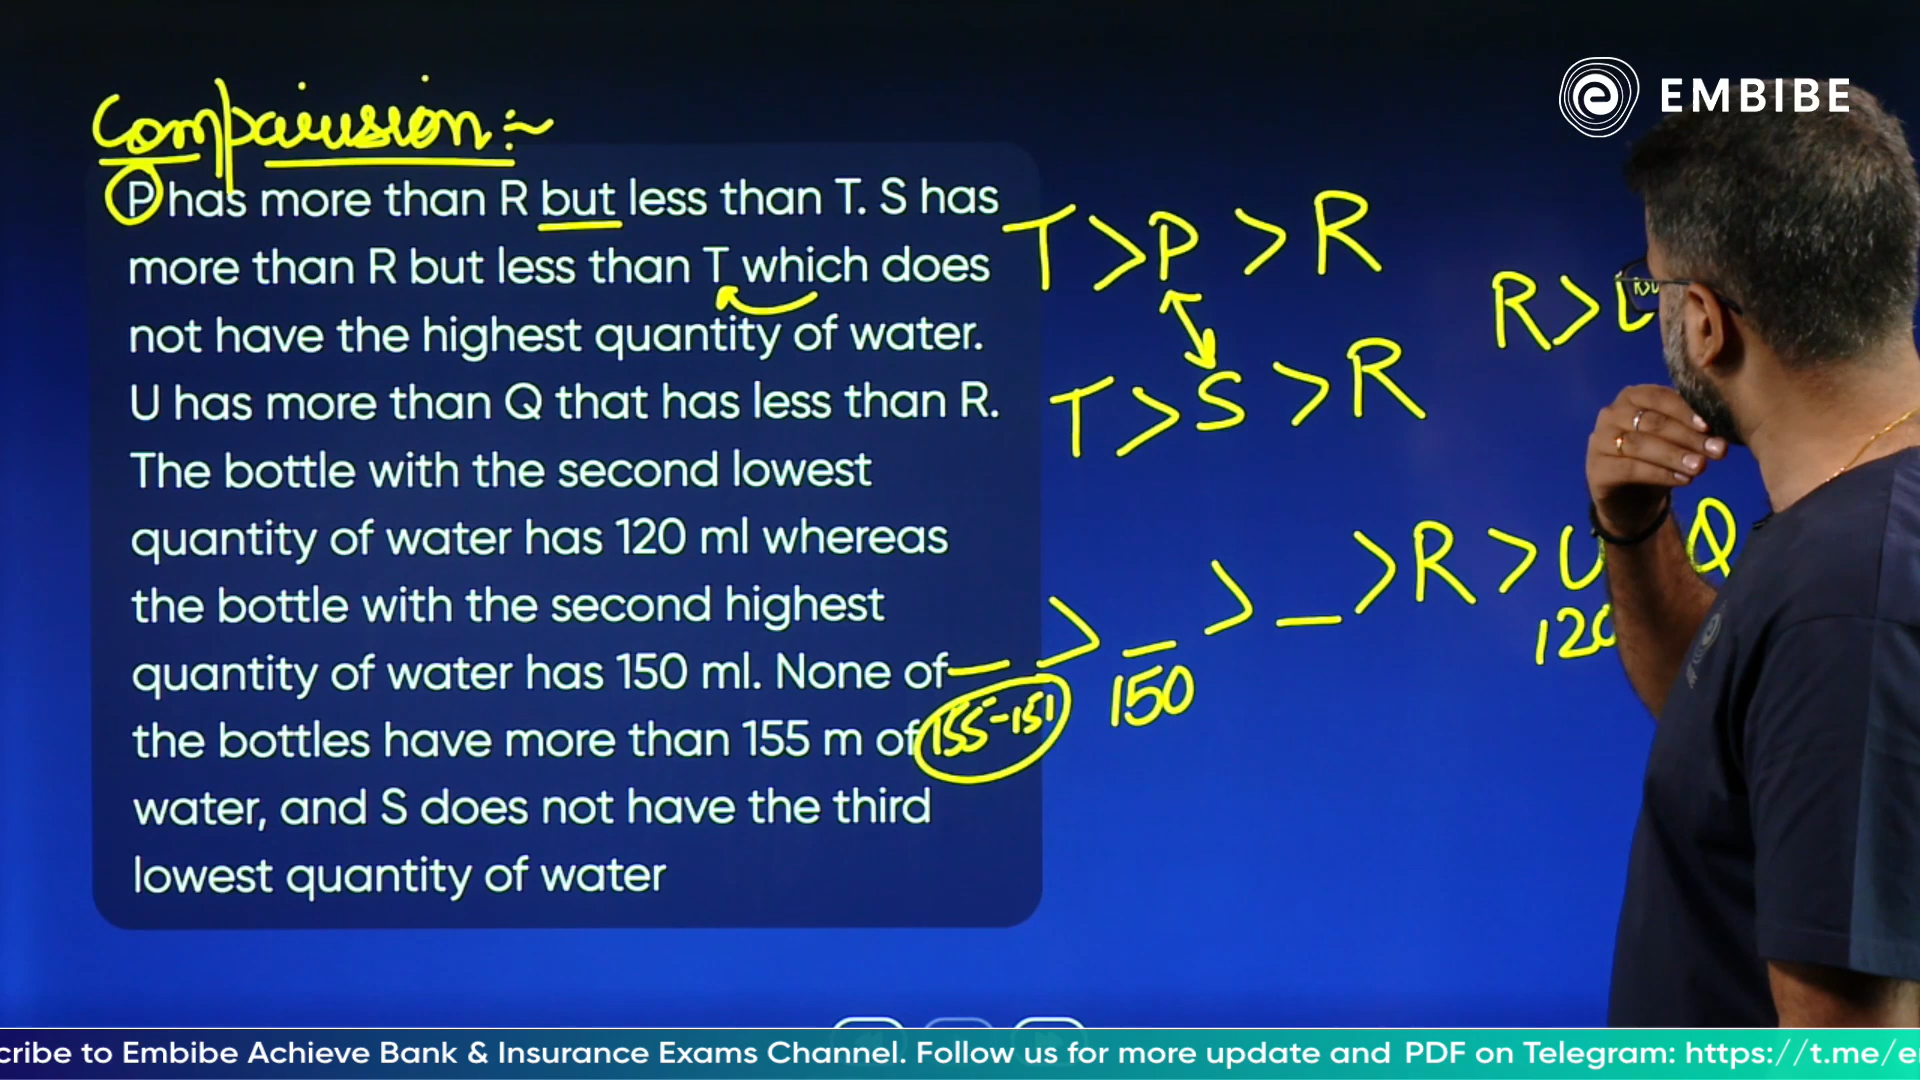 EMBIBE
Compairision :~
P has more than R but less than T. S has
more than R but less than T which does
not have the highest quantity of water.
U has more than Q that has less than R.
The bottle with the second lowest
quantity of water has 120 ml whereas
the bottle with the second highest
quantity of water has 150 ml. None of
the bottles have more than 155 m of
water, and S does not have the third
lowest quantity of water
T > P > R
R >
T > S > R
_ > _ > _ > R > U Q
155-151 150 120
cribe to Embibe Achieve Bank & Insurance Exams Channel. Follow us for more update and PDF on Telegram: https://t.me/e